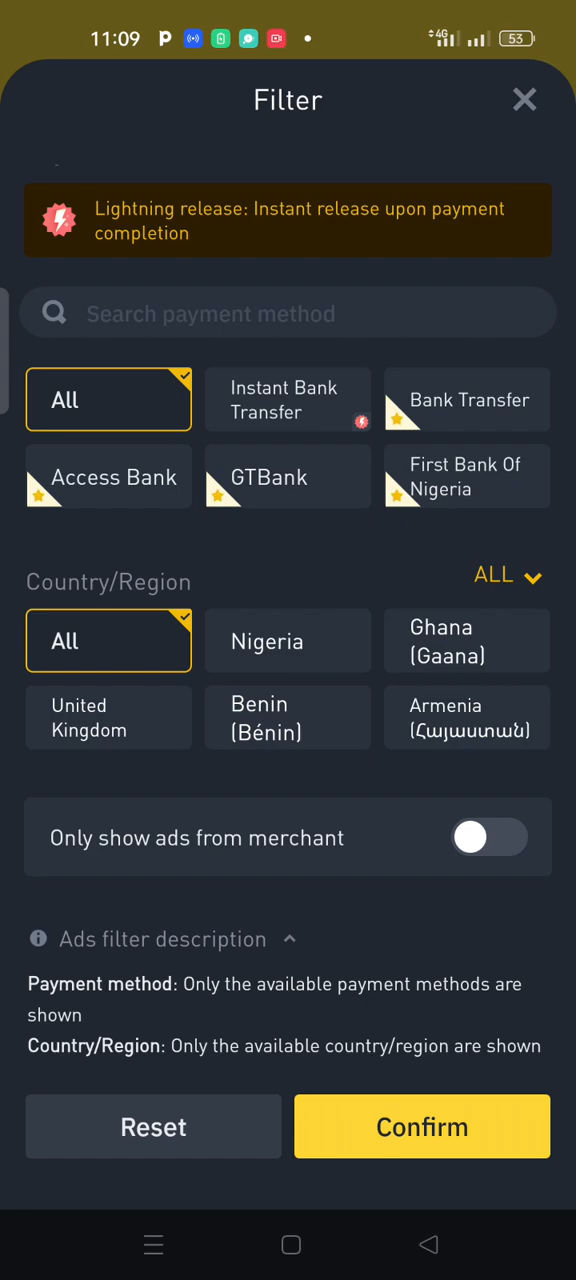 11:09
4G
53
Filter
Lightning release: Instant release upon payment
completion
Search payment method
All
Instant Bank
Transfer
Bank Transfer
Access Bank
GTBank
First Bank Of
Nigeria
Country/Region
ALL
All
Nigeria
Ghana
(Gaana)
United
Kingdom
Benin
(Bénin)
Armenia
(Հայաստան)
Only show ads from merchant
Ads filter description
Payment method: Only the available payment methods are
shown
Country/Region: Only the available country/region are shown
Reset
Confirm